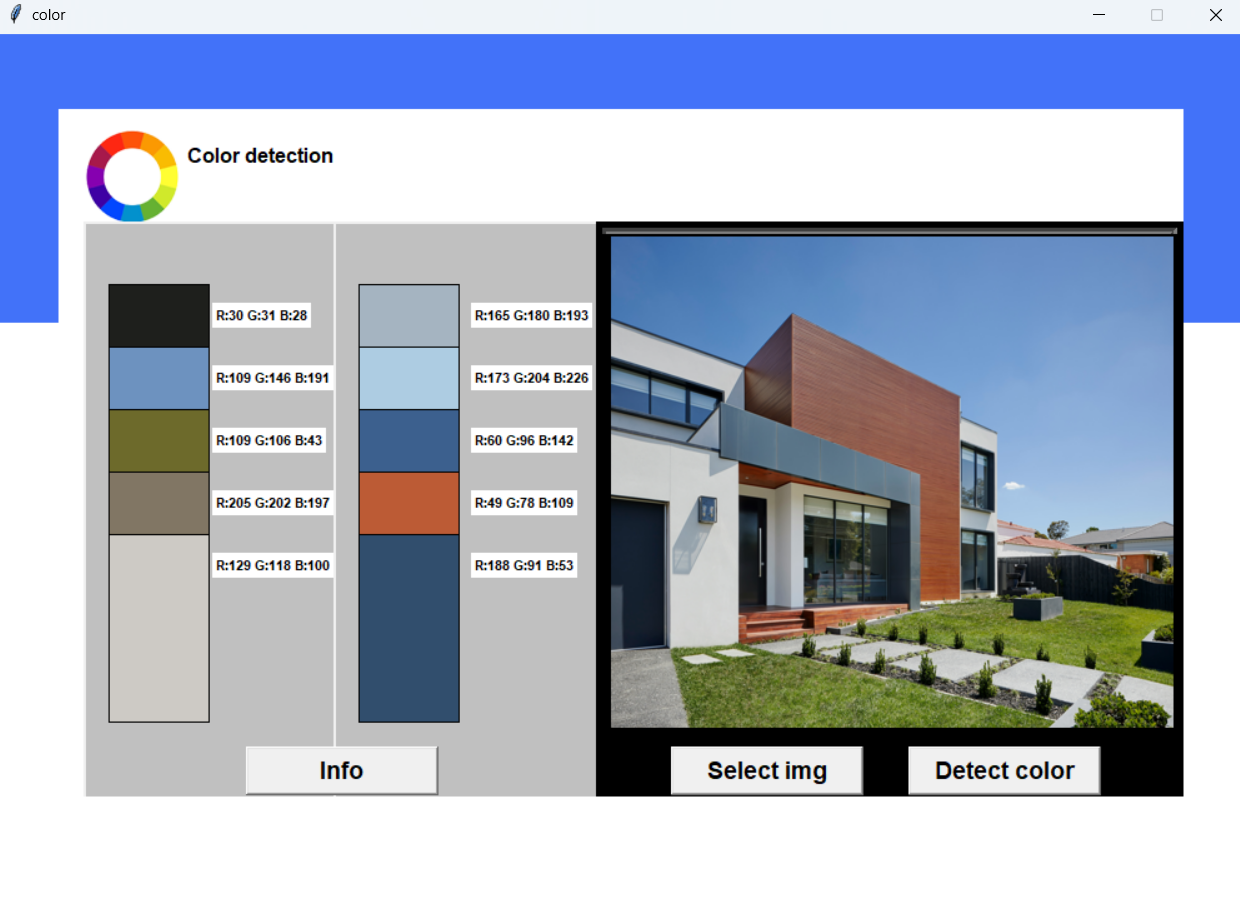 color
Color detection
R:30 G:31 B:28
R:109 G:146 B:191
R:109 G:106 B:43
R:205 G:202 B:197
R:129 G:118 B:100
R:165 G:180 B:193
R:173 G:204 B:226
R:60 G:96 B:142
R:49 G:78 B:109
R:188 G:91 B:53
Info
Select img
Detect color